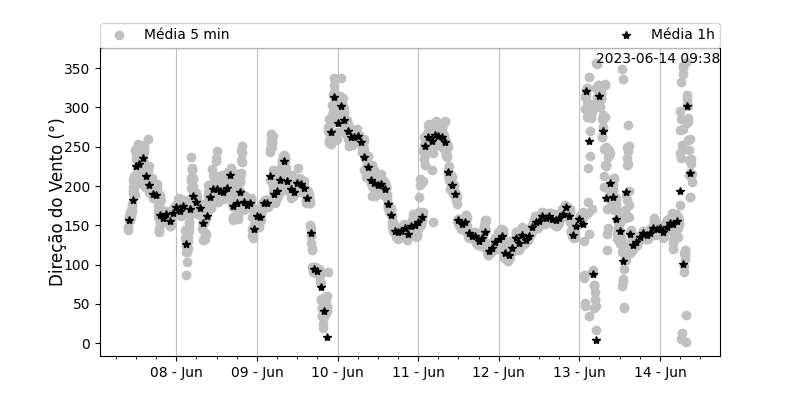 Média 5 min
Média 1h
2023-06-14 09:38
Direção do Vento (°)
350
300
250
200
150
100
50
0
08 - Jun
09 - Jun
10 - Jun
11 - Jun
12 - Jun
13 - Jun
14 - Jun